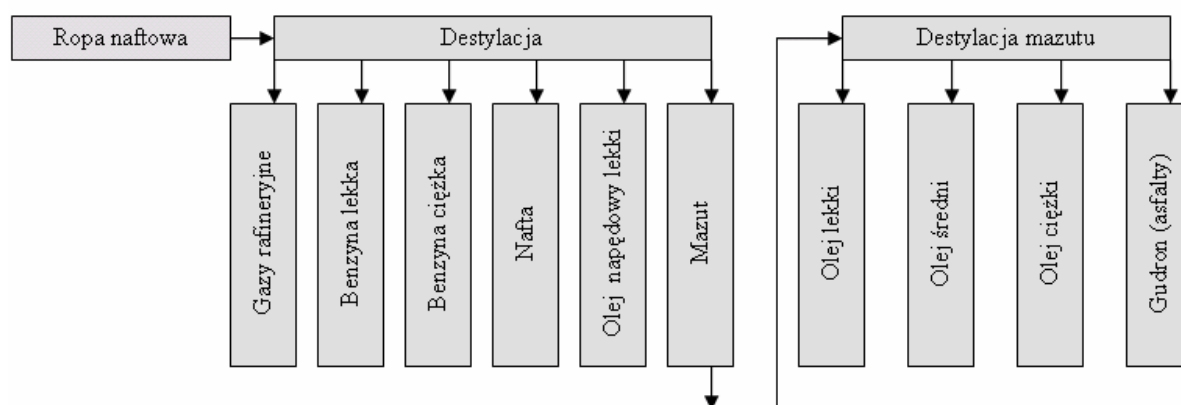 Ropa naftowa
Destylacja
Destylacja mazutu
Gazy rafineryjne
Benzyna lekka
Benzyna ciężka
Nafta
Olej napędowy lekki
Mazut
Olej lekki
Olej średni
Olej ciężki
Gudron (asfalty)